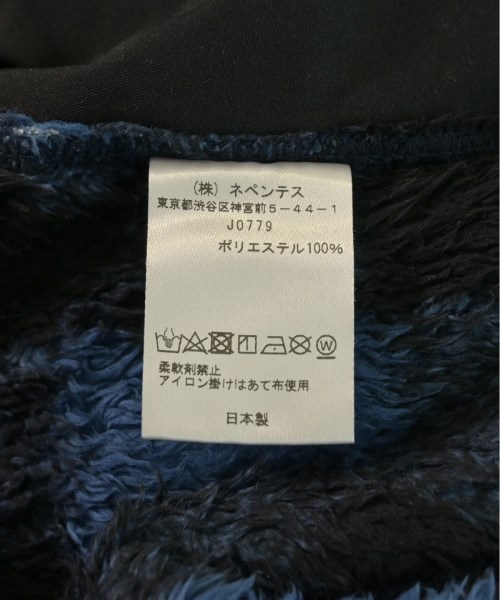 (株) ネペンテス
東京都渋谷区神宮前5-44-1
J0779
ポリエステル100%
W
柔軟剤禁止
アイロン掛けはあて布使用
日本製